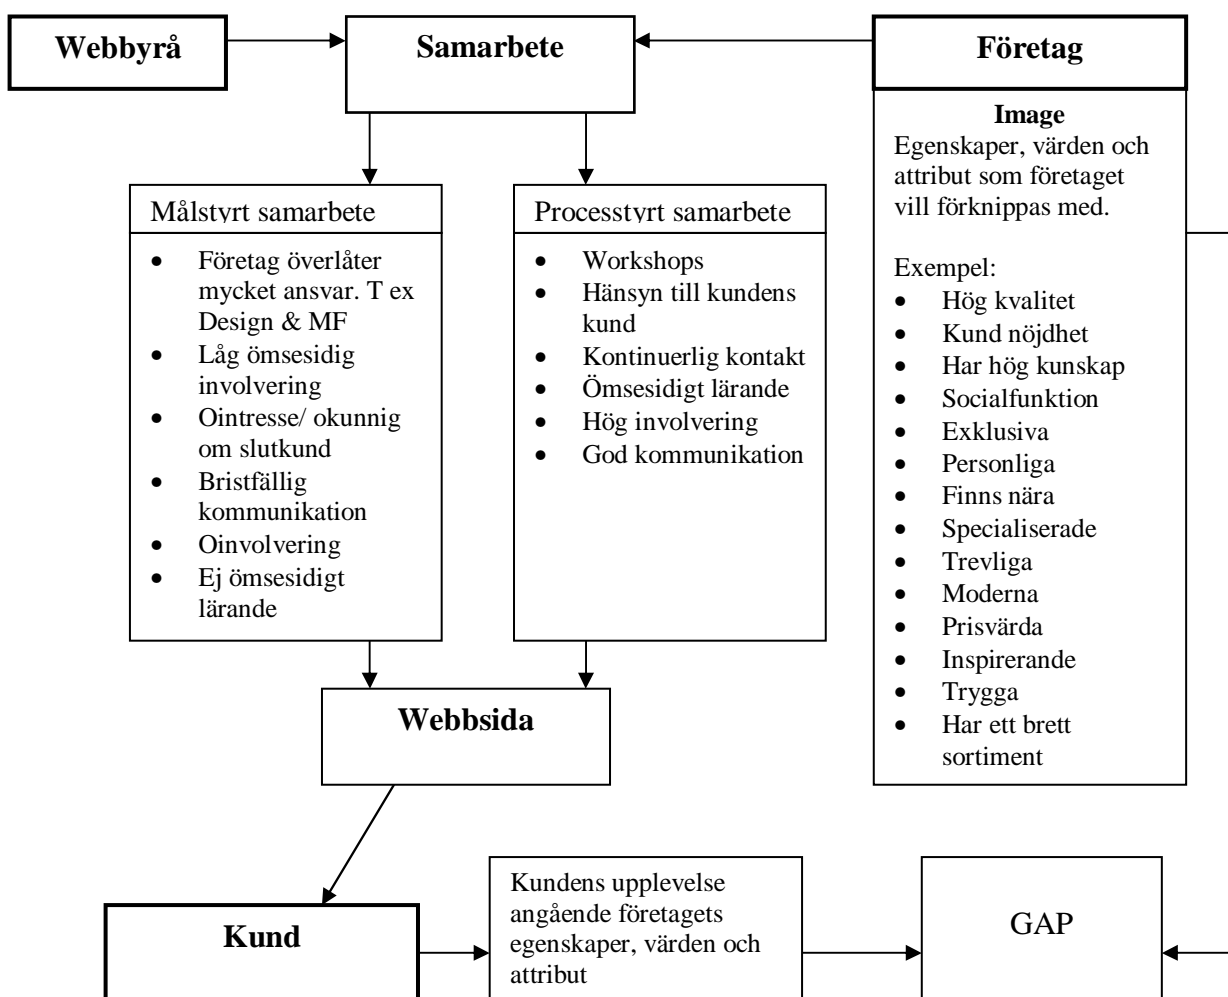 Webbyrå
Samarbete
Företag
Image
Egenskaper, värden och
attribut som företaget
vill förknippas med.
Exempel:
• Hög kvalitet
• Kund nöjdhet
• Har hög kunskap
• Socialfunktion
• Exklusiva
• Personliga
• Finns nära
• Specialiserade
• Trevliga
• Moderna
• Prisvärda
• Inspirerande
• Trygga
• Har ett brett
sortiment
Målstyrt samarbete
• Företag överlåter
mycket ansvar. T ex
Design & MF
• Låg ömsesidig
involvering
• Ointresse/ okunnig
om slutkund
• Bristfällig
kommunikation
• Oinvolvering
• Ej ömsesidigt
lärande
Processtyrt samarbete
• Workshops
• Hänsyn till kundens
kund
• Kontinuerlig kontakt
• Ömsesidigt lärande
• Hög involvering
• God kommunikation
Webbsida
Kund
Kundens upplevelse
angående företagets
egenskaper, värden och
attribut
GAP